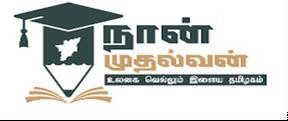 நான்
முதல்வன்
உலகை வெல்லும் இளைய தமிழகம்